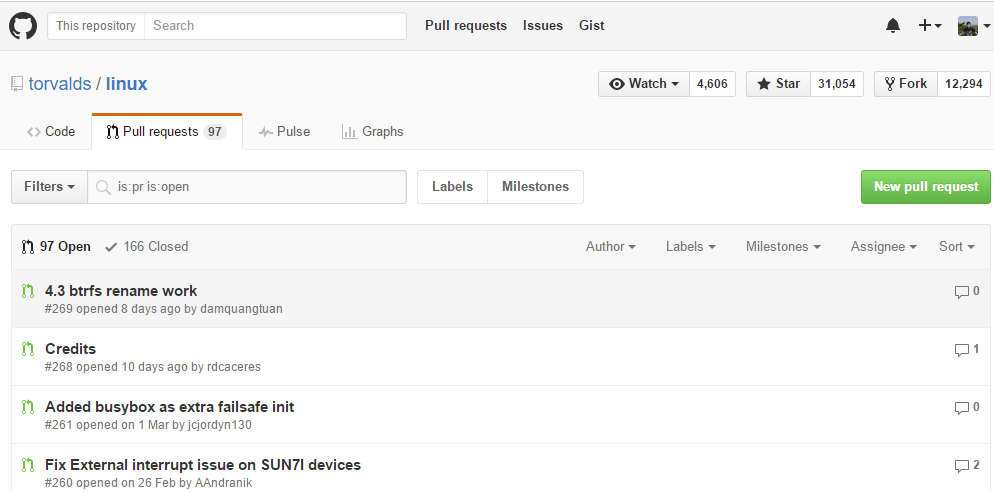 This repository Search Pull requests Issues Gist
torvalds / linux Watch 4,606 Star 31,054 Fork 12,294
Code Pull requests 97 Pulse Graphs
Filters is:pr is:open Labels Milestones New pull request
97 Open 166 Closed Author Labels Milestones Assignee Sort
4.3 btrfs rename work 0
#269 opened 8 days ago by damquangtuan
Credits 1
#268 opened 10 days ago by rdcaceres
Added busybox as extra failsafe init 0
#261 opened on 1 Mar by jcjordyn130
Fix External interrupt issue on SUN7I devices 2
#260 opened on 26 Feb by AAndranik